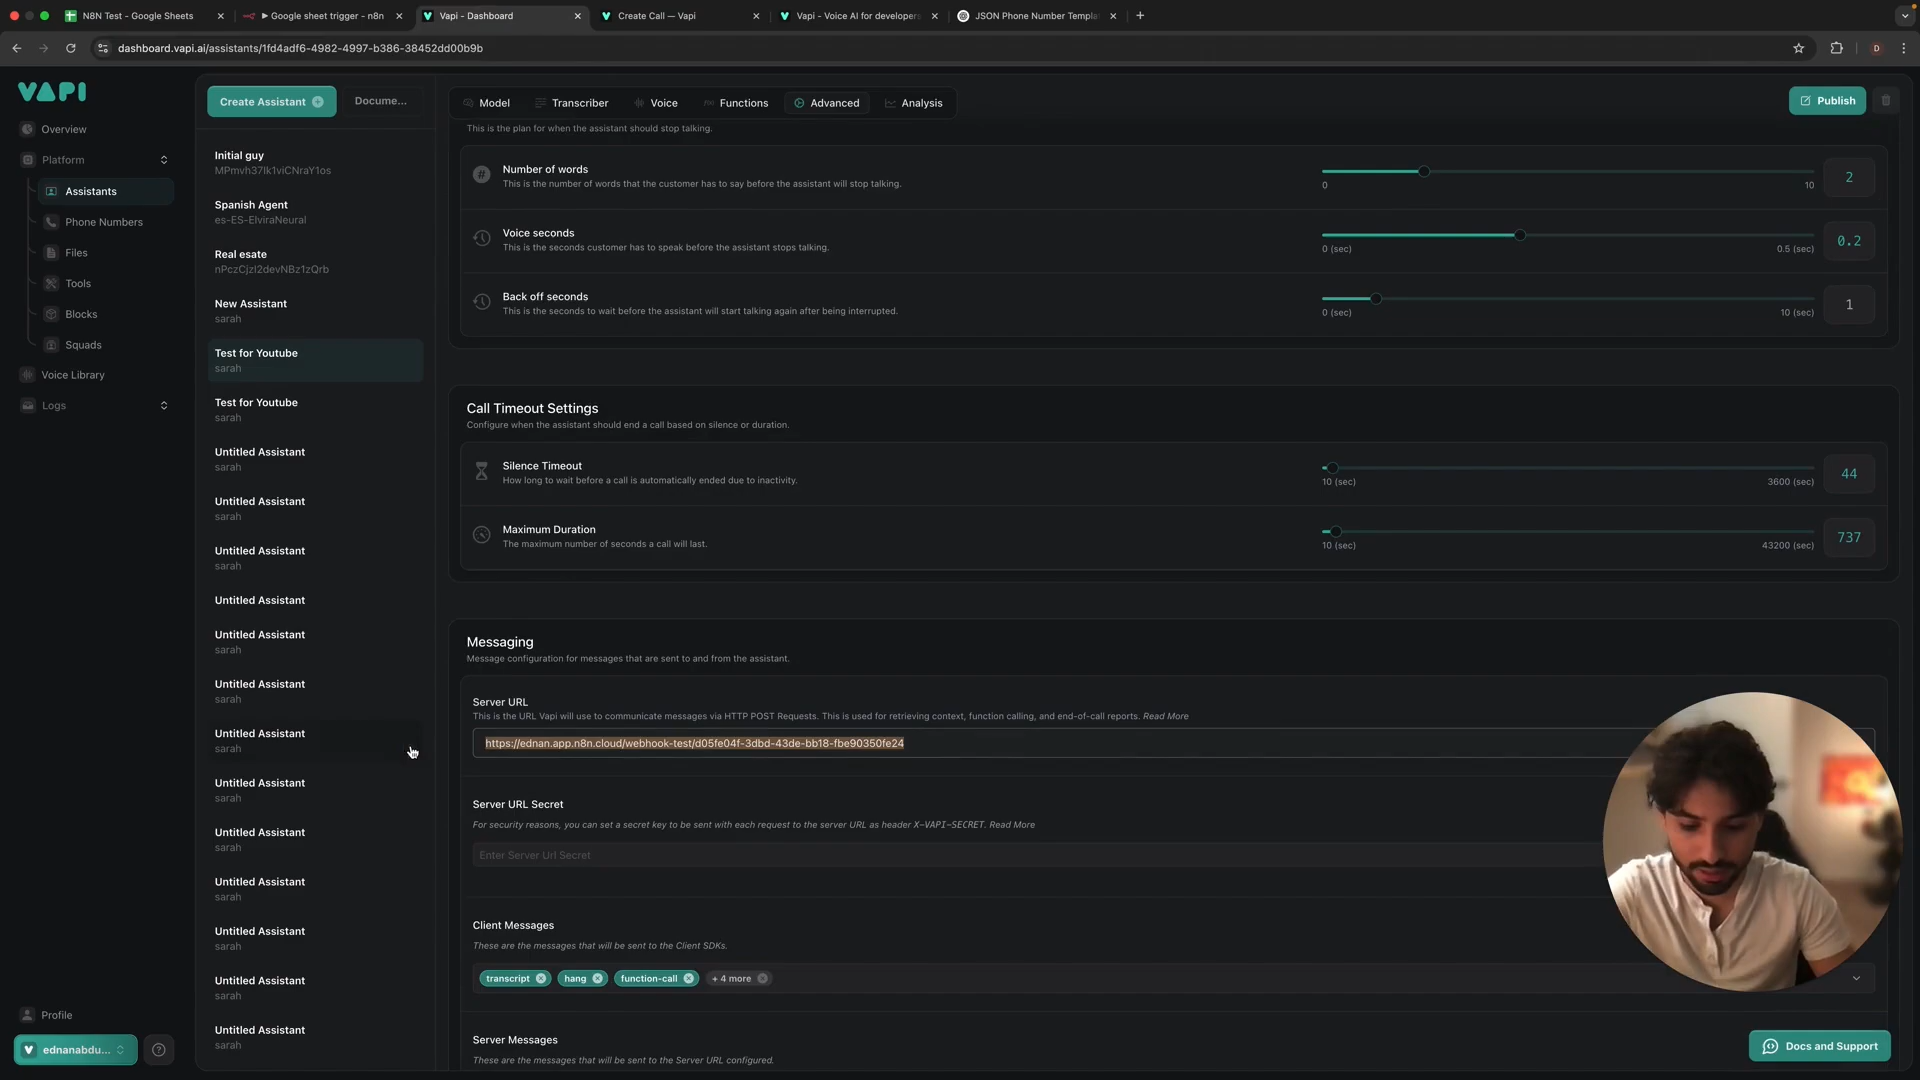 N8N Test - Google Sheets
Google sheet trigger - n8n
Vapi - Dashboard
Create Call — Vapi
Vapi - Voice AI for developers
JSON Phone Number Templa
dashboard.vapi.ai/assistants/1fd4adf6-4982-4997-b386-38452dd00b9b
D
VAPI
Overview
Platform
Assistants
Phone Numbers
Files
Tools
Blocks
Squads
Voice Library
Logs
Profile
ednanabdu...
Create Assistant
Docume...
Initial guy
MPmvh37lk1viCNraY1os
Spanish Agent
es-ES-ElviraNeural
Real esate
nPczCjzI2devNBz1zQrb
New Assistant
sarah
Test for Youtube
sarah
Test for Youtube
sarah
Untitled Assistant
sarah
Untitled Assistant
sarah
Untitled Assistant
sarah
Untitled Assistant
Untitled Assistant
sarah
Untitled Assistant
sarah
Untitled Assistant
sarah
Untitled Assistant
sarah
Untitled Assistant
sarah
Untitled Assistant
sarah
Untitled Assistant
sarah
Untitled Assistant
sarah
Untitled Assistant
sarah
Model
Transcriber
Voice
Functions
Advanced
Analysis
Publish
This is the plan for when the assistant should stop talking.
Number of words
This is the number of words that the customer has to say before the assistant will stop talking.
0
10
2
Voice seconds
This is the seconds customer has to speak before the assistant stops talking.
0 (sec)
0.5 (sec)
0.2
Back off seconds
This is the seconds to wait before the assistant will start talking again after being interrupted.
0 (sec)
10 (sec)
1
Call Timeout Settings
Configure when the assistant should end a call based on silence or duration.
Silence Timeout
How long to wait before a call is automatically ended due to inactivity.
10 (sec)
3600 (sec)
44
Maximum Duration
The maximum number of seconds a call will last.
10 (sec)
43200 (sec)
737
Messaging
Message configuration for messages that are sent to and from the assistant.
Server URL
This is the URL Vapi will use to communicate messages via HTTP POST Requests. This is used for retrieving context, function calling, and end-of-call reports. Read More
https://ednan.app.n8n.cloud/webhook-test/d05fe04f-3dbd-43de-bb18-fbe90350fe24
Server URL Secret
For security reasons, you can set a secret key to be sent with each request to the server URL as header X-VAPI-SECRET. Read More
Enter Server Url Secret
Client Messages
These are the messages that will be sent to the Client SDKs.
transcript
hang
function-call
+ 4 more
Server Messages
These are the messages that will be sent to the Server URL configured.
Docs and Support